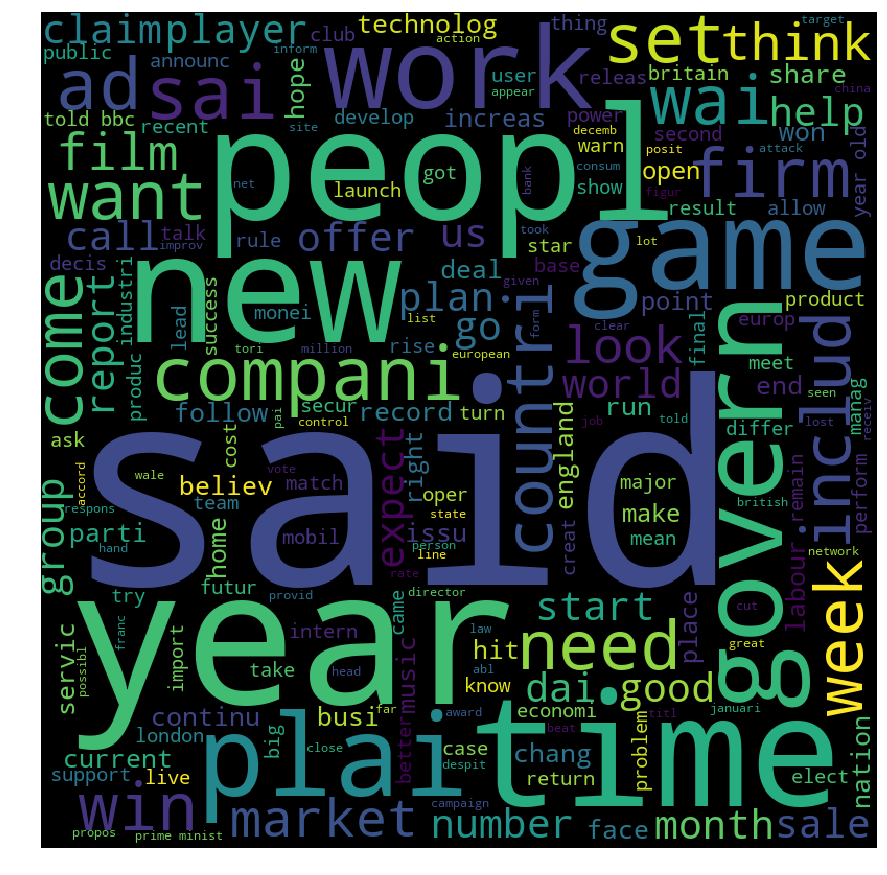 claim
player
technolog
club
action
thing
target
public
announc
inform
hope
work
set
think
ad
sai
user
appear
releas
britain
share
china
told bbc
recent
develop
increas
power
wai
help
second
decemb
won
film
peopl
site
warn
posit
attack
year old
want
net
launch
got
bank
consum
show
open
firm
figur
result
allow
call
talk
improv
rule
offer
us
star
took
lot
game
decis
come
report
industri
new
lead
success
monei
plan
list
go
deal
base
given
point
europ
product
tori
million
rise
european
form
clear
look
final
meet
compani
countri
world
end
seen
includ
manag
produc
follow
secur
pai
control
record
turn
run
job
told
differ
lost
receiv
ask
group
cost
said
expect
right
england
govern
accord
wale
believ
vote
match
oper
major
british
remain
perform
respons
parti
team
home
mobil
issu
state
make
labour
hand
person
line
creat
mean
network
try
futur
rate
director
provid
year
came
start
place
cut
week
servic
franc
possibl
import
intern
take
head
law
abl
hit
need
great
continu
busi
far
know
dai
good
januari
london
big
better
music
award
economi
problem
titl
beat
current
close
plai
case
despit
chang
time
elect
nation
support
live
return
win
market
campaign
number
face
month
sale
propos
prime minist